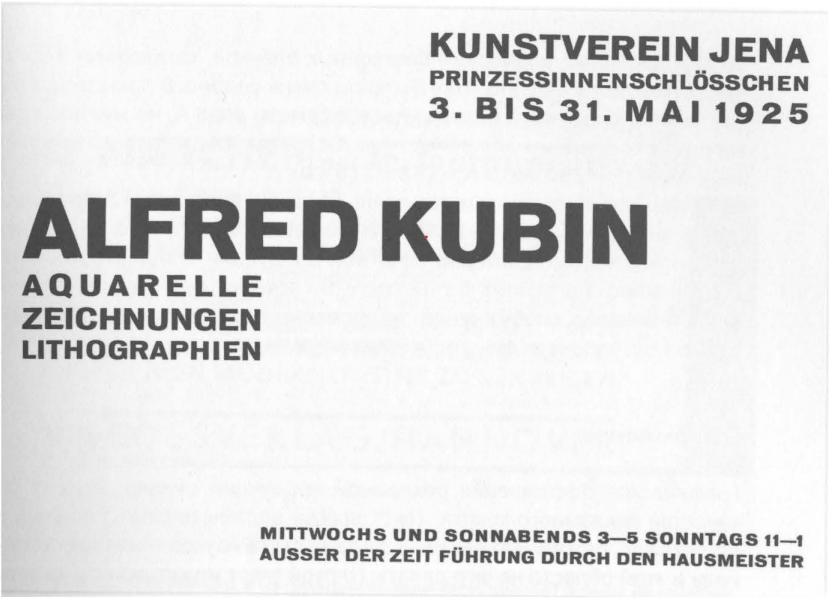 KUNSTVEREIN JENA
PRINZESSINNENSCHLÖSSCHEN
3. BIS 31. MAI 1925
ALFRED KUBIN
AQUARELLE
ZEICHNUNGEN
LITHOGRAPHIEN
MITTWOCHS UND SONNABENDS 3—5 SONNTAGS 11—1
AUSSER DER ZEIT FÜHRUNG DURCH DEN HAUSMEISTER